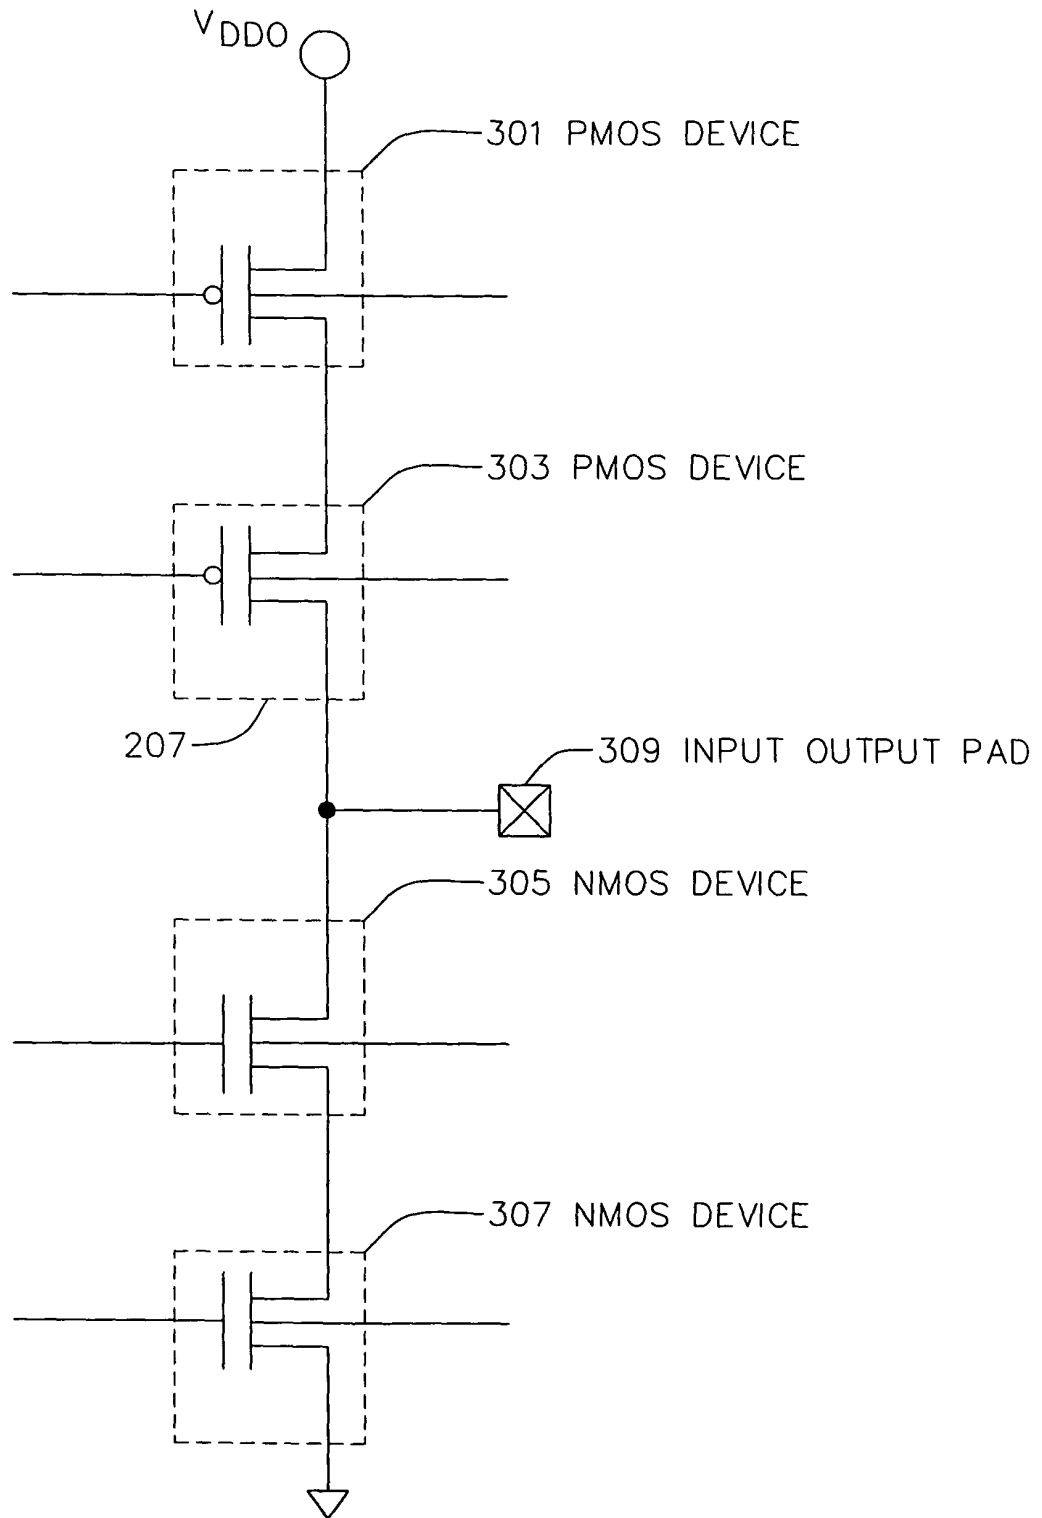 VDDO
301 PMOS DEVICE
303 PMOS DEVICE
207
309 INPUT OUTPUT PAD
305 NMOS DEVICE
307 NMOS DEVICE